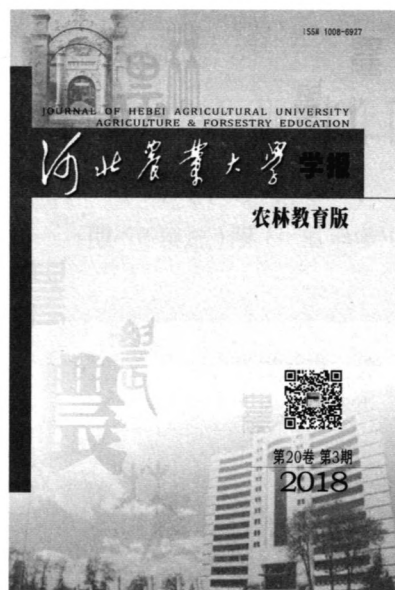 ISSN 1008-6927
JOURNAL OF HEBEI AGRICULTURAL UNIVERSITY
AGRICULTURE & FORSESTRY EDUCATION
河北农业大学学报
农林教育版
第20卷 第3期
2018